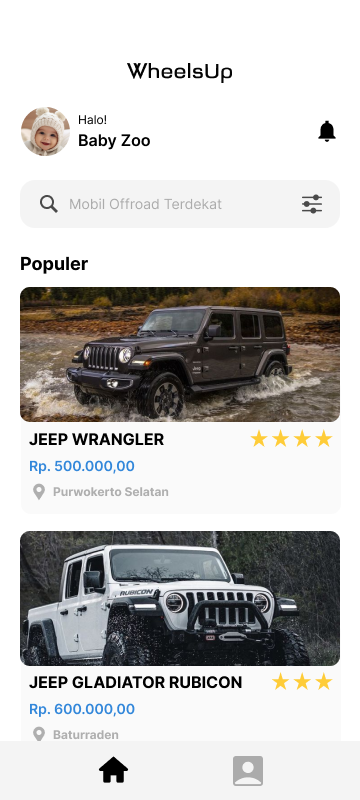 WheelsUp
Halo!
Baby Zoo
Mobil Offroad Terdekat
Populer
JEEP WRANGLER
Rp. 500.000,00
Purwokerto Selatan
RUBICON
JEEP GLADIATOR RUBICON
Rp. 600.000,00
Baturraden